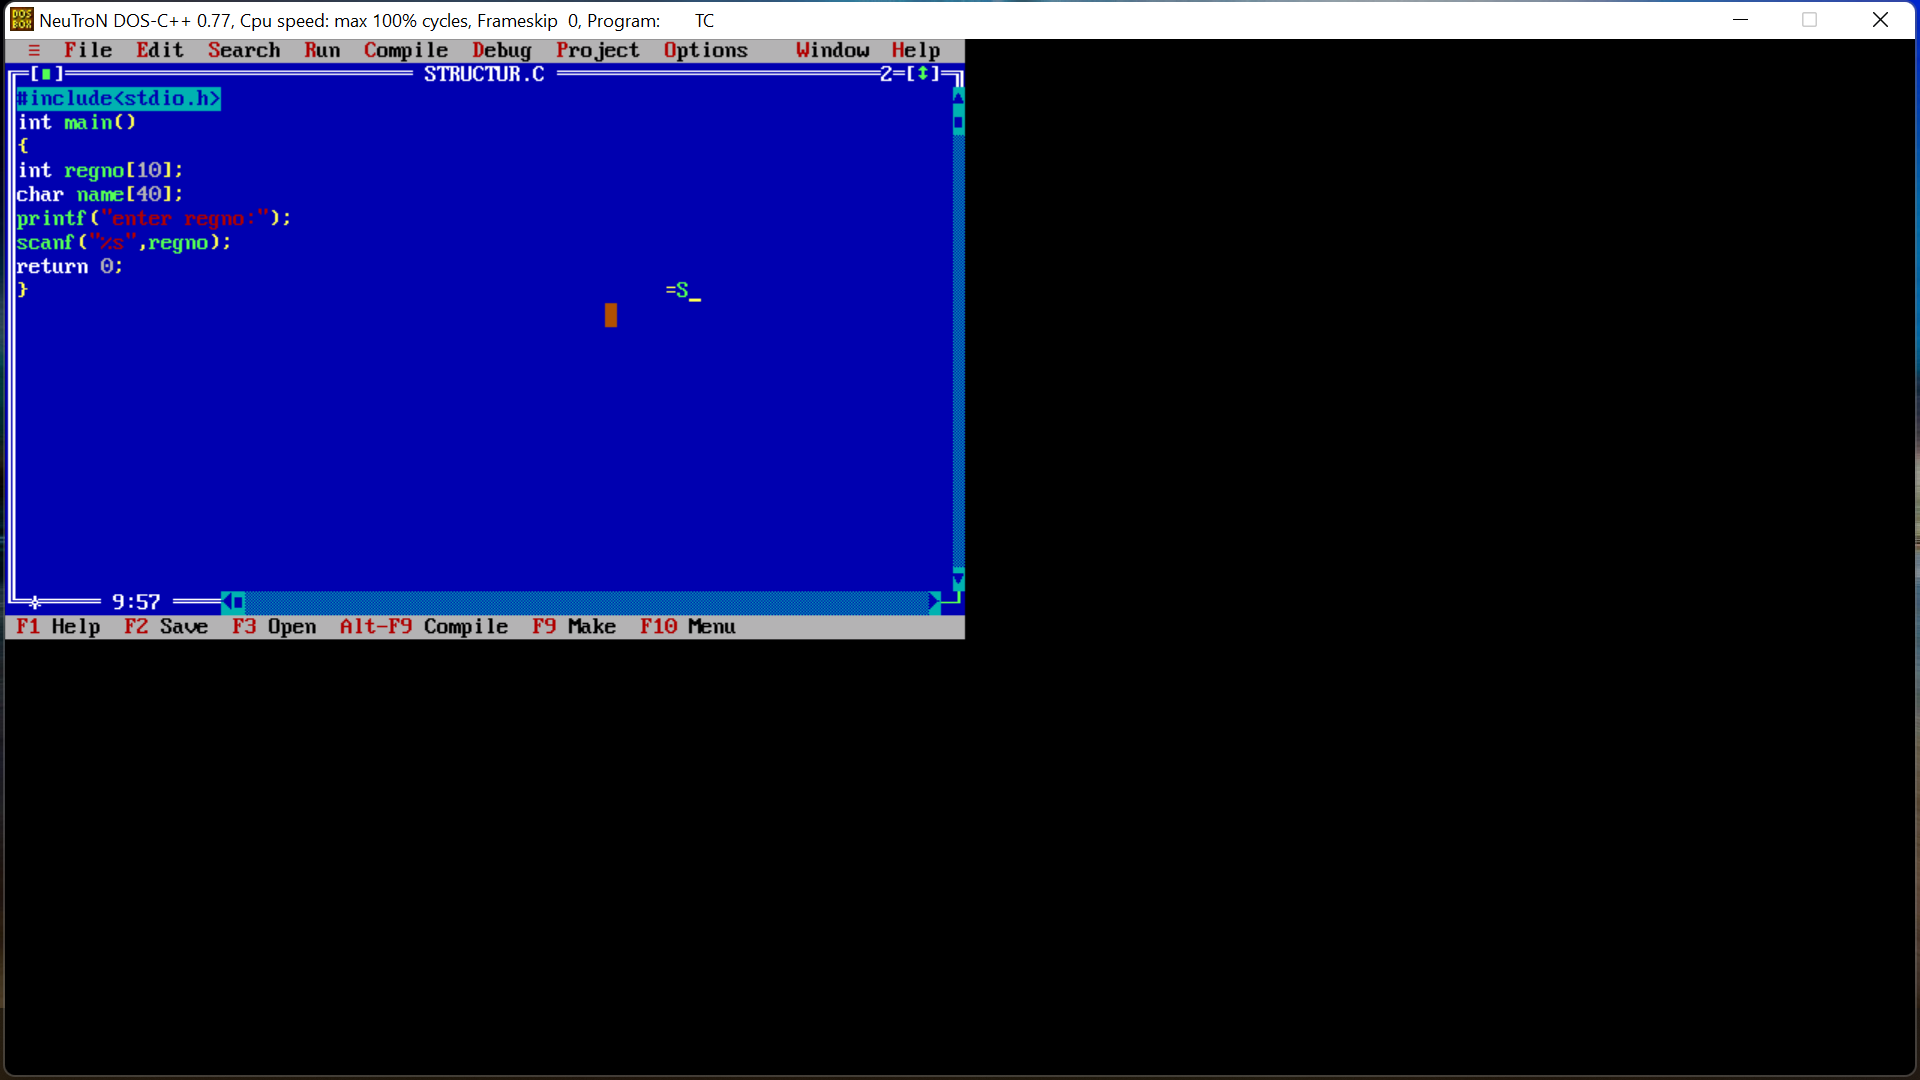 NeuTroN DOS-C++ 0.77, Cpu speed: max 100% cycles, Frameskip 0, Program: TC
≡ File Edit Search Run Compile Debug Project Options Window Help
[■] STRUCTUR.C 2=[↕]
#include<stdio.h>
int main()
{
int regno[10];
char name[40];
printf("enter regno:");
scanf("%s",regno);
return 0;
} =S_
9:57
F1 Help F2 Save F3 Open Alt-F9 Compile F9 Make F10 Menu